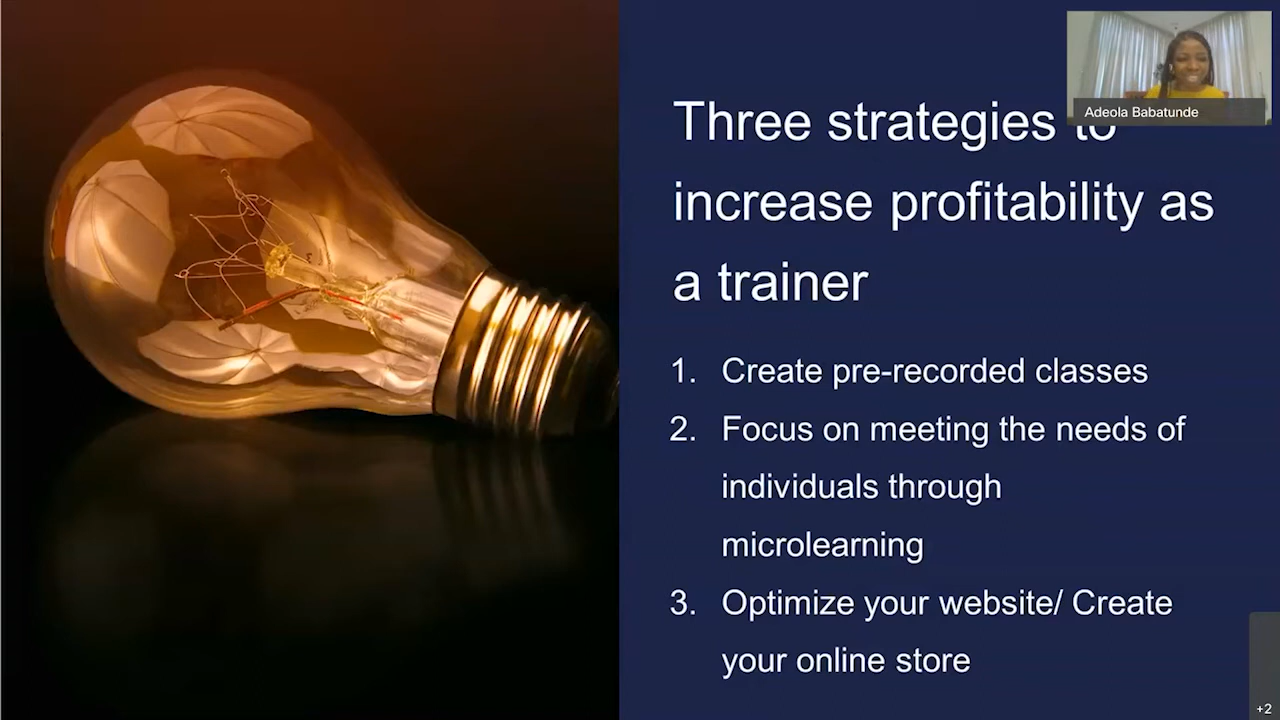 Adeola Babatunde
Three strategies to
increase profitability as
a trainer
1. Create pre-recorded classes
2. Focus on meeting the needs of
individuals through
microlearning
3. Optimize your website/ Create
your online store
+2